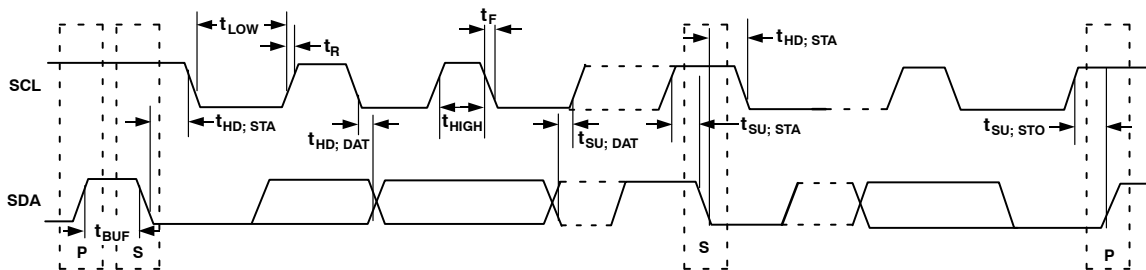 tLOW
tR
tF
tHD; STA
SCL
tHD; STA
tHD; DAT
tHIGH
tSU; DAT
tSU; STA
tSU; STO
SDA
tBUF
P
S
S
P